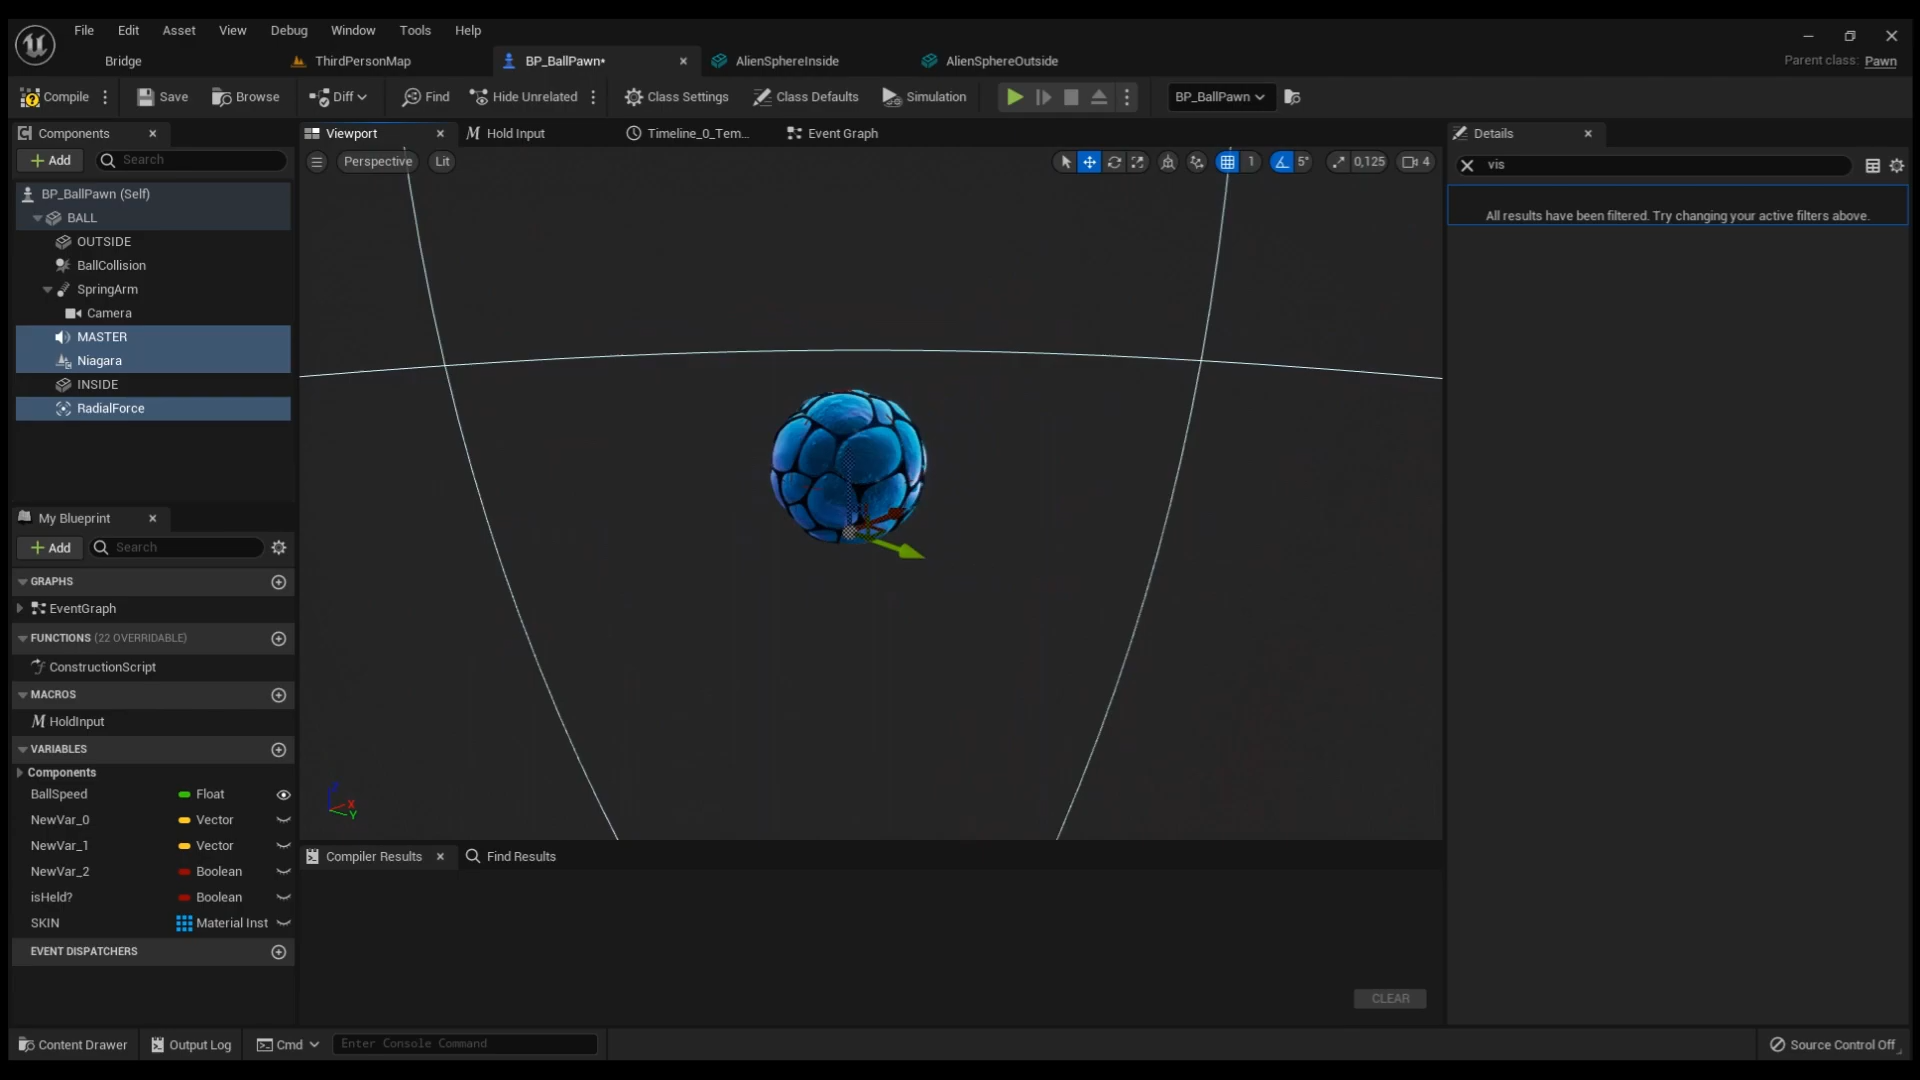 File Edit Asset View Debug Window Tools Help
Bridge ThirdPersonMap BP_BallPawn• AlienSphereInside AlienSphereOutside Parent class: Pawn
Compile Save Browse Diff Find Hide Unrelated Class Settings Class Defaults Simulation BP_BallPawn
Components Viewport Hold Input Timeline_0_Tem... Event Graph Details
Add Search Perspective Lit 1 5° 0,125 4 vis
BP_BallPawn (Self)
All results have been filtered. Try changing your active filters above.
BALL
OUTSIDE
BallCollision
SpringArm
Camera
MASTER
Niagara
INSIDE
RadialForce
My Blueprint
Add Search
GRAPHS
EventGraph
FUNCTIONS (22 OVERRIDABLE)
ConstructionScript
MACROS
HoldInput
VARIABLES
Components
BallSpeed Float
NewVar_0 Vector
NewVar_1 Vector
NewVar_2 Boolean
isHeld? Boolean
SKIN Material Inst
EVENT DISPATCHERS
Z X Y
Compiler Results Find Results
CLEAR
Content Drawer Output Log Cmd Enter Console Command Source Control Off